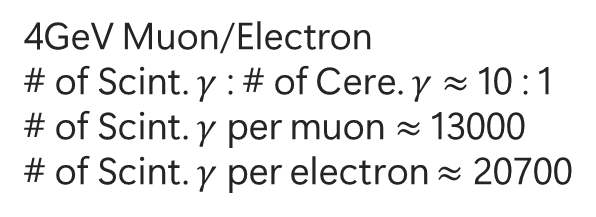 4GeV Muon/Electron
# of Scint. γ : # of Cere. γ ≈ 10 : 1
# of Scint. γ per muon ≈ 13000
# of Scint. γ per electron ≈ 20700